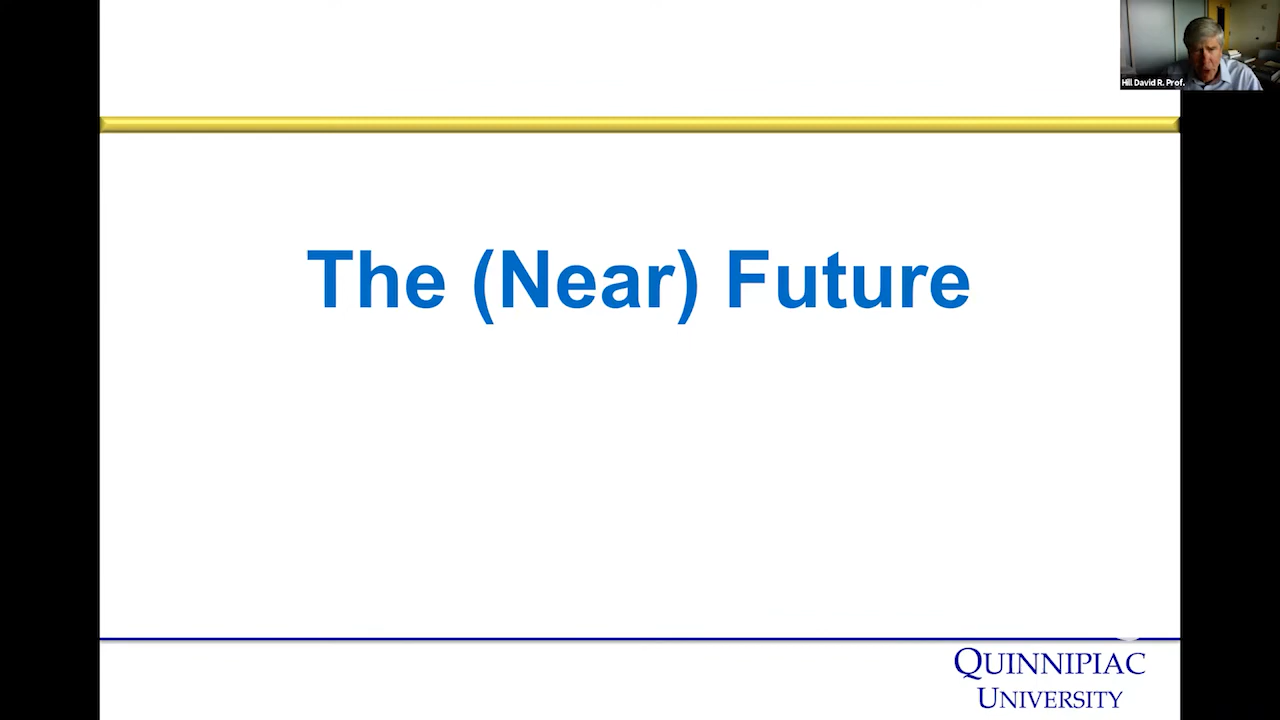 Hill David R. Prof.
The (Near) Future
QUINNIPIAC
UNIVERSITY